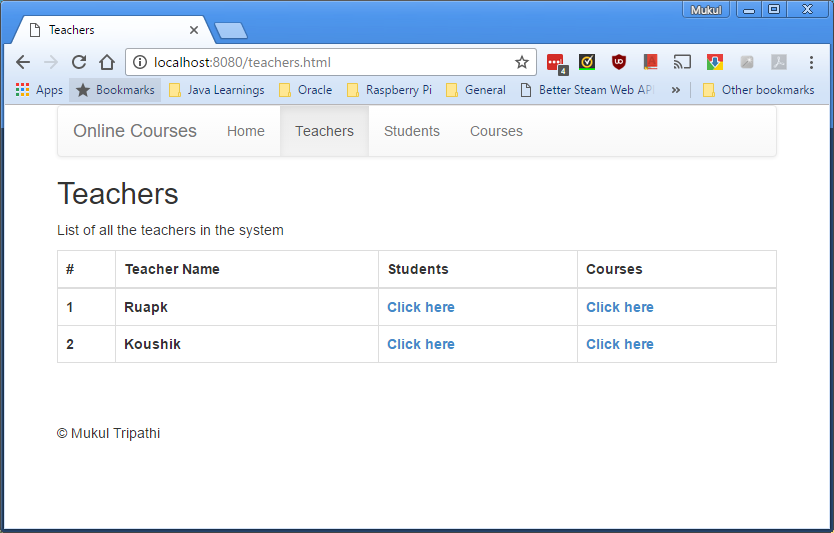 Mukul
Teachers
localhost:8080/teachers.html
4
Apps Bookmarks Java Learnings Oracle Raspberry Pi General Better Steam Web AP » Other bookmarks
Online Courses Home Teachers Students Courses
Teachers
List of all the teachers in the system
# Teacher Name Students Courses
1 Ruapk Click here Click here
2 Koushik Click here Click here
© Mukul Tripathi